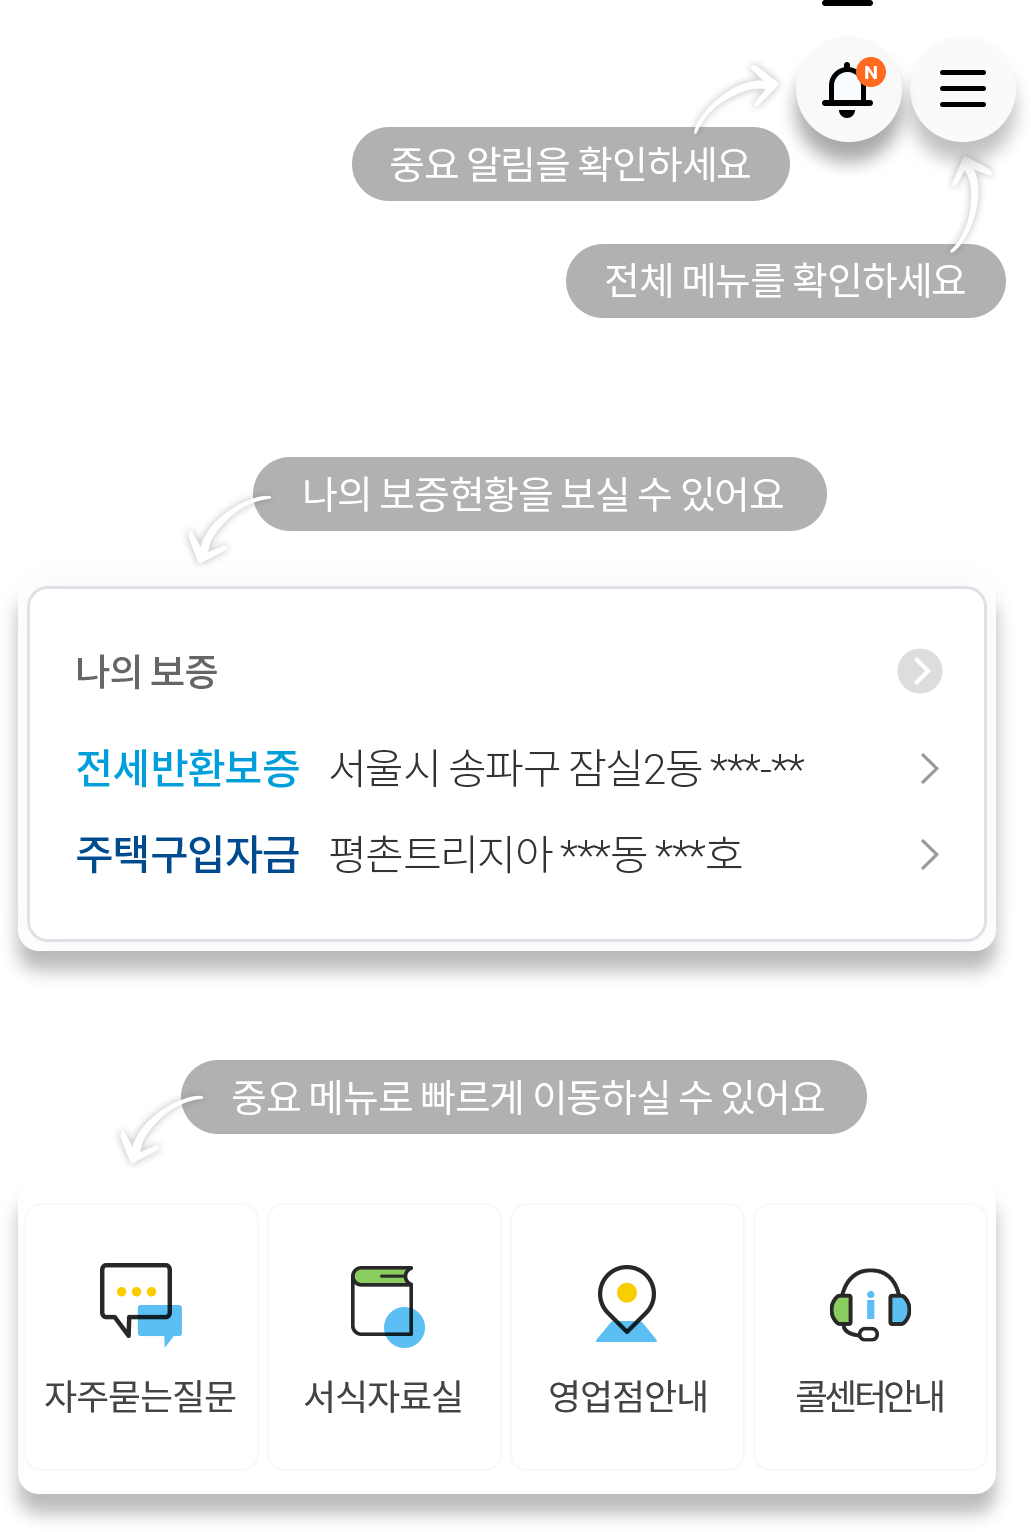 N
중요 알림을 확인하세요
전체 메뉴를 확인하세요
나의 보증현황을 보실 수 있어요
나의 보증
전세반환보증 서울시 송파구 잠실2동 ***-**
주택구입자금 평촌트리지아 ***동 ***호
중요 메뉴로 빠르게 이동하실 수 있어요
자주묻는질문 서식자료실 영업점안내 콜센터안내